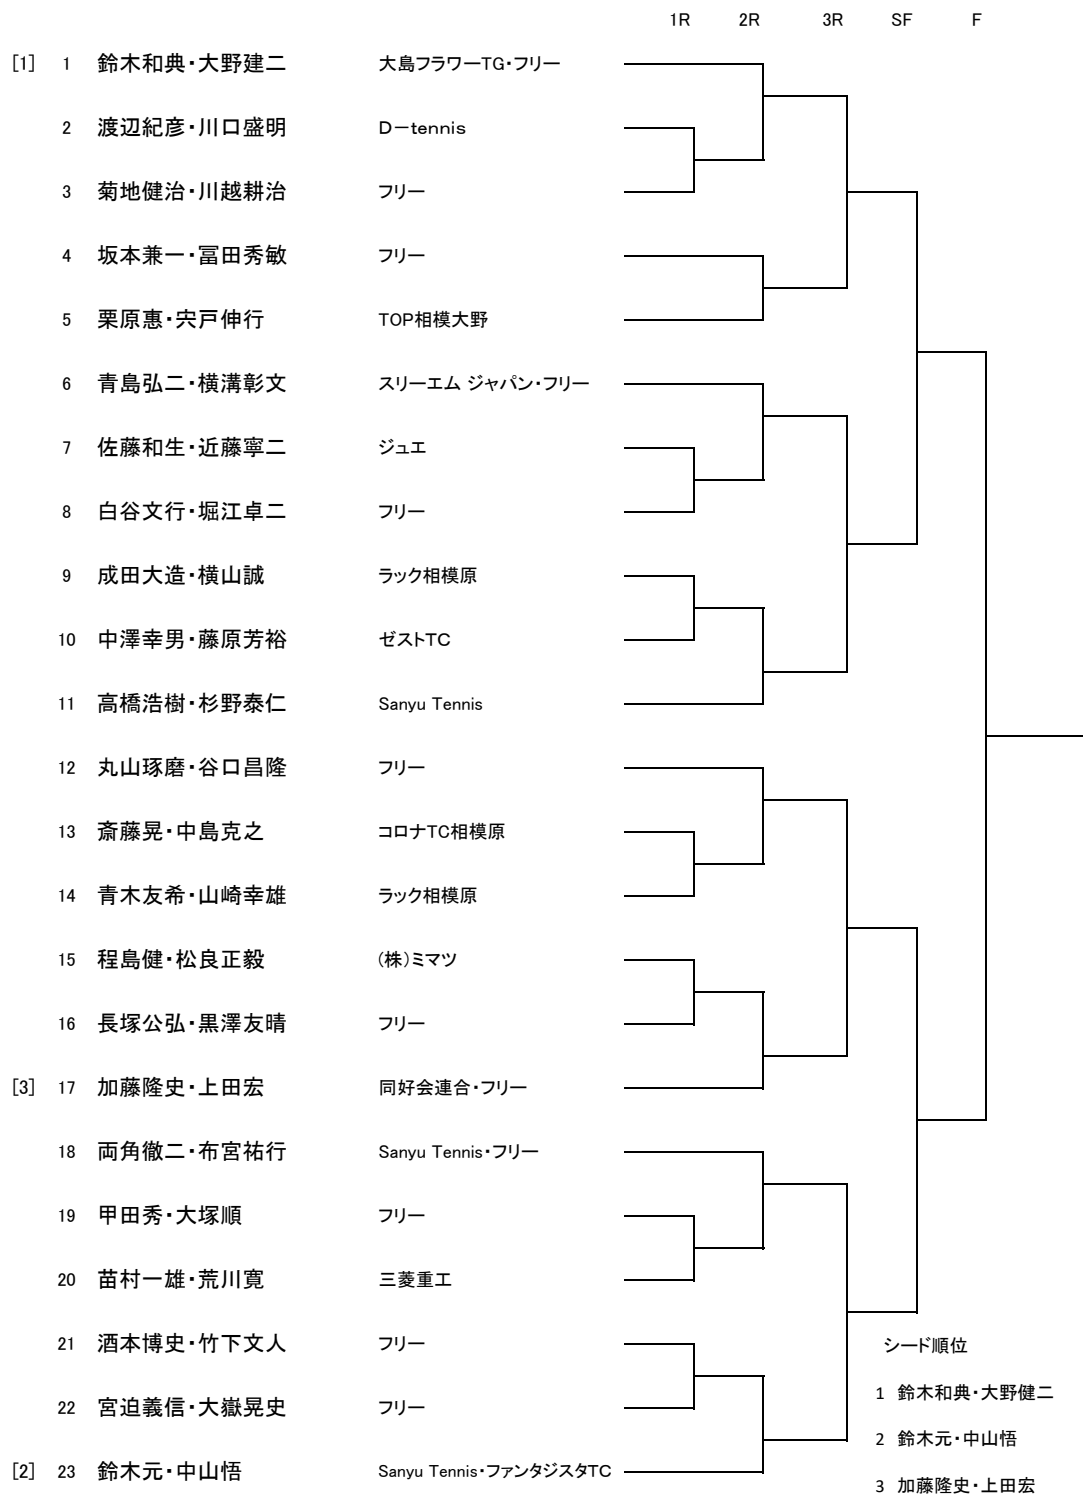 1R 2R 3R SF F
[1] 1 鈴木和典・大野建二 大島フラワーTG・フリー
2 渡辺紀彦・川口盛明 D－tennis
3 菊地健治・川越耕治 フリー
4 坂本兼一・冨田秀敏 フリー
5 栗原惠・宍戸伸行 TOP相模大野
6 青島弘二・横溝彰文 スリーエム ジャパン・フリー
7 佐藤和生・近藤寧二 ジュエ
8 白谷文行・堀江卓二 フリー
9 成田大造・横山誠 ラック相模原
10 中澤幸男・藤原芳裕 ゼストTC
11 高橋浩樹・杉野泰仁 Sanyu Tennis
12 丸山琢磨・谷口昌隆 フリー
13 斎藤晃・中島克之 コロナTC相模原
14 青木友希・山崎幸雄 ラック相模原
15 程島健・松良正毅 （株）ミマツ
16 長塚公弘・黒澤友晴 フリー
[3] 17 加藤隆史・上田宏 同好会連合・フリー
18 両角徹二・布宮祐行 Sanyu Tennis・フリー
19 甲田秀・大塚順 フリー
20 苗村一雄・荒川寛 三菱重工
21 酒本博史・竹下文人 フリー
シード順位
1 鈴木和典・大野健二
22 宮迫義信・大嶽晃史 フリー
2 鈴木元・中山悟
[2] 23 鈴木元・中山悟 Sanyu Tennis・ファンタジスタTC
3 加藤隆史・上田宏